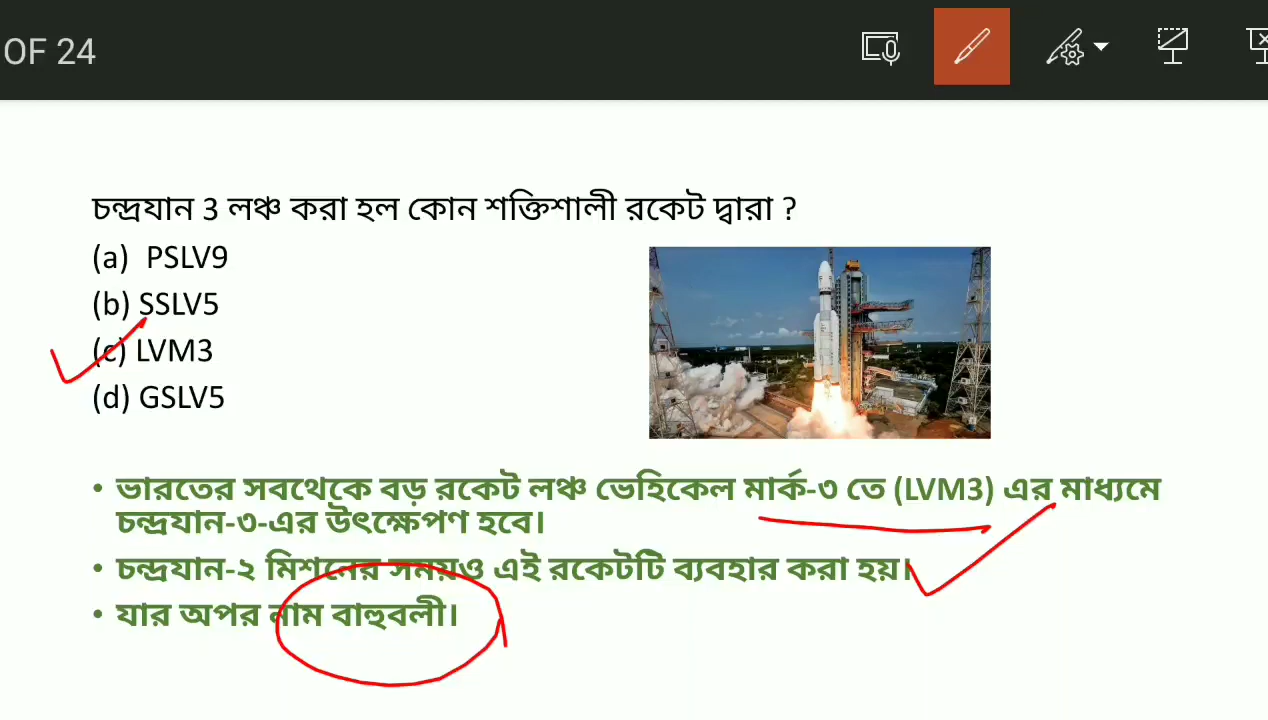 OF 24
চন্দ্রযান 3 লঞ্চ করা হল কোন শক্তিশালী রকেট দ্বারা ?
(a) PSLV9
(b) SSLV5
(c) LVM3
(d) GSLV5
• ভারতের সবথেকে বড় রকেট লঞ্চ ভেহিকেল মার্ক-৩ তে (LVM3) এর মাধ্যমে
চন্দ্রযান-৩-এর উৎক্ষেপণ হবে।
• চন্দ্রযান-২ মিশনের সময়ও এই রকেটটি ব্যবহার করা হয়।
• যার অপর নাম বাহুবলী।